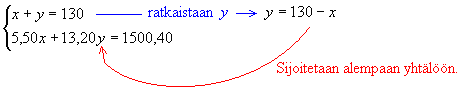 x + y = 130 ratkaistaan y → y = 130 − x
5,50x + 13,20y = 1500,40
Sijoitetaan alempaan yhtälöön.